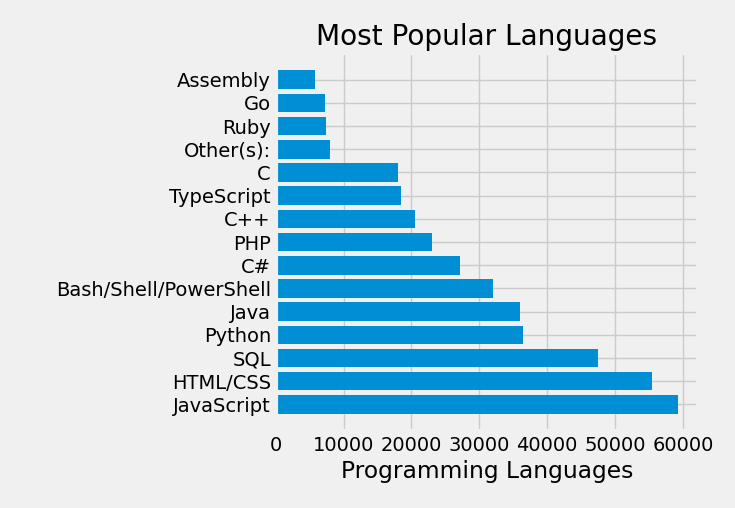 Most Popular Languages
Assembly
Go
Ruby
Other(s):
C
TypeScript
C++
PHP
C#
Bash/Shell/PowerShell
Java
Python
SQL
HTML/CSS
JavaScript
0 10000 20000 30000 40000 50000 60000
Programming Languages